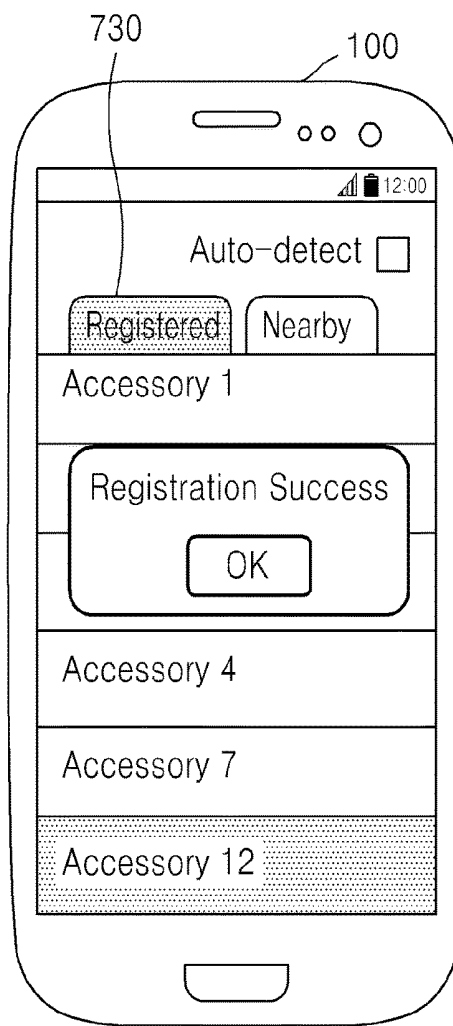 730
100
12:00
Auto-detect
Registered Nearby
Accessory 1
Registration Success
OK
Accessory 4
Accessory 7
Accessory 12